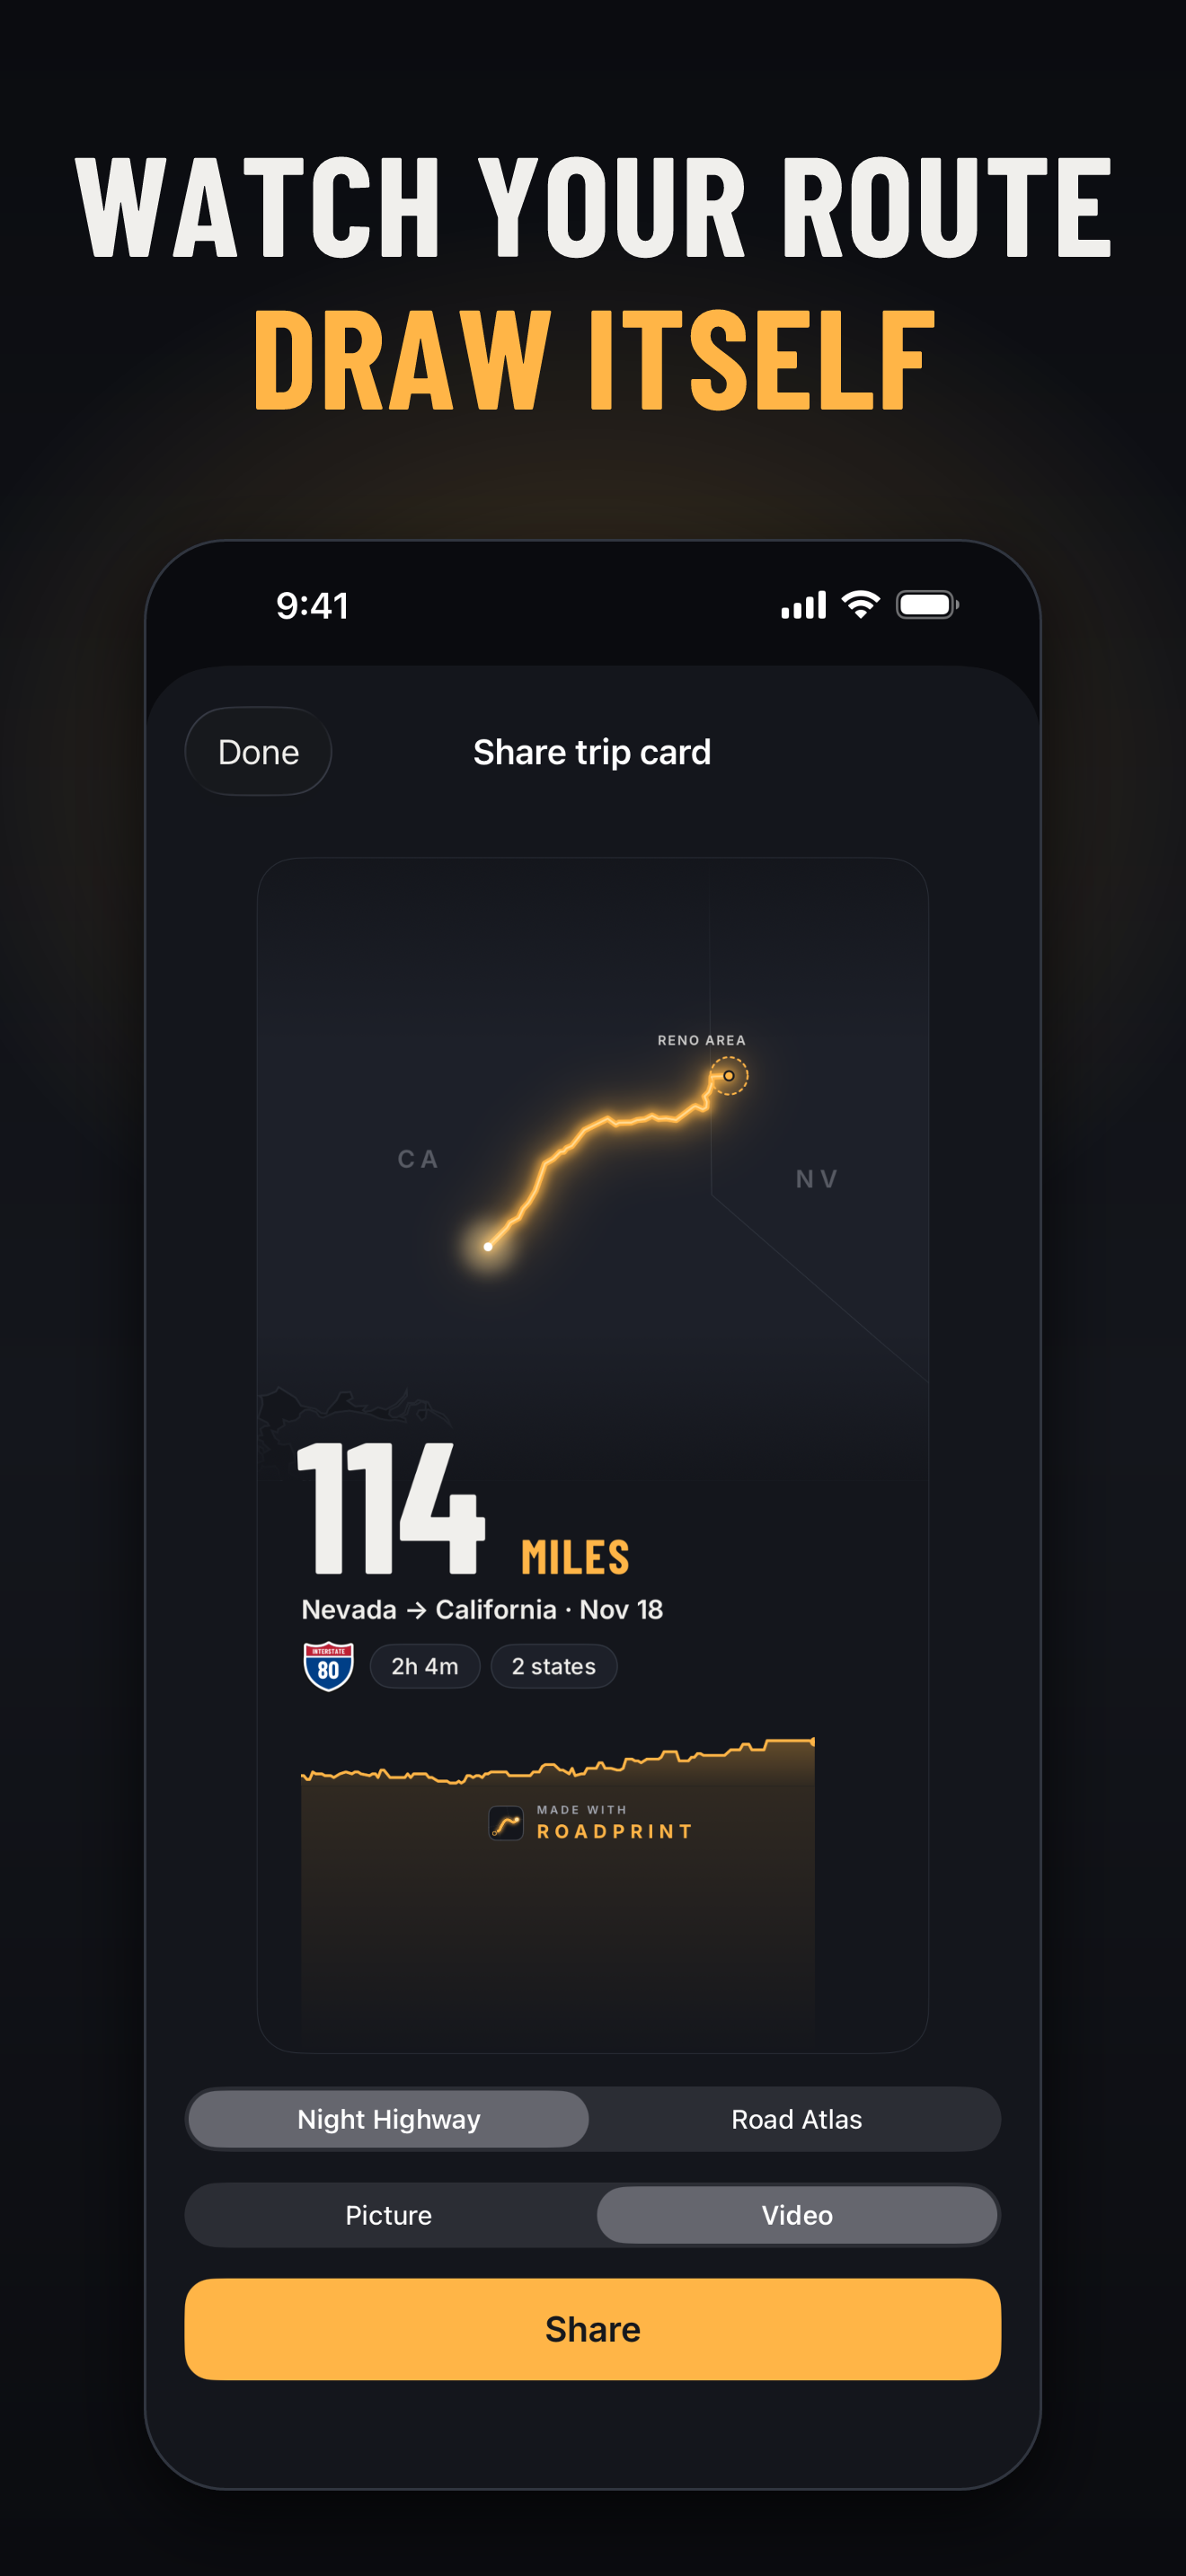 WATCH YOUR ROUTE
DRAW ITSELF
9:41
Done
Share trip card
RENO AREA
CA
NV
114 MILES
Nevada → California · Nov 18
INTERSTATE
80
2h 4m
2 states
MADE WITH
ROADPRINT
Night Highway
Road Atlas
Picture
Video
Share